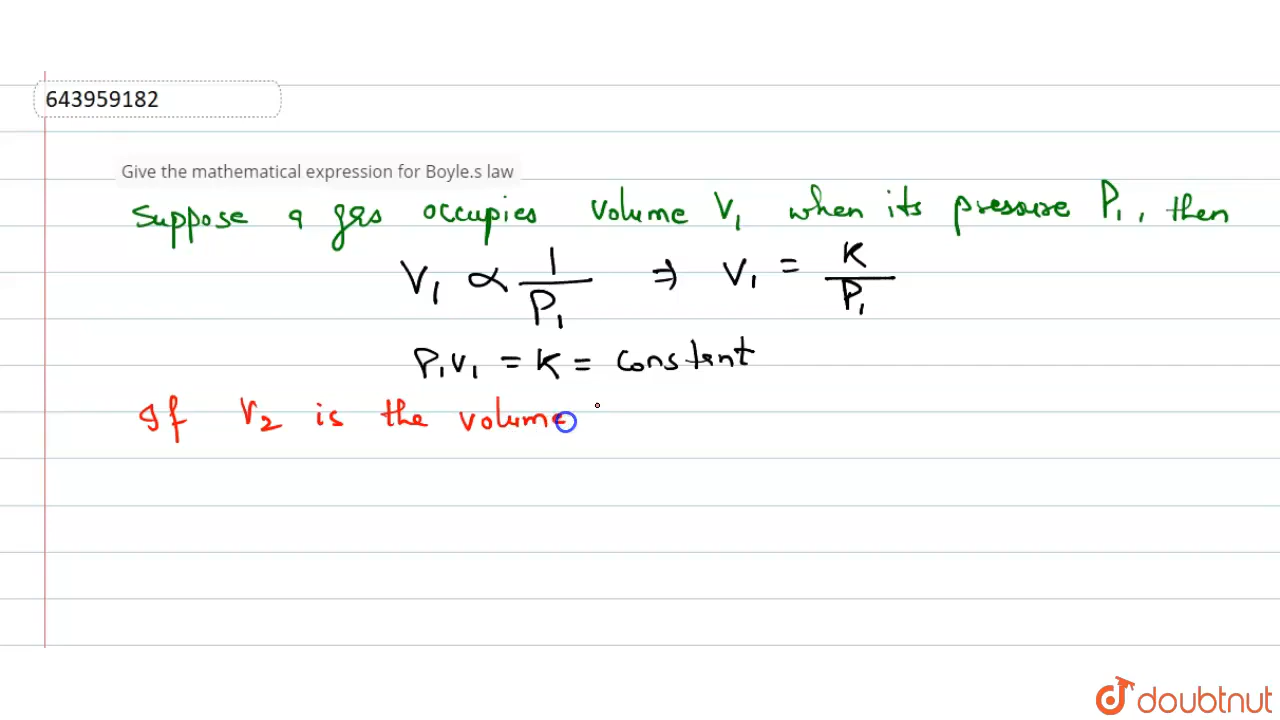 643959182
Give the mathematical expression for Boyle.s law
Suppose a gas occupies volume V₁ when its pressure P₁, then
V₁ ∝ 1/P₁ ⇒ V₁ = K/P₁
P₁V₁ = K = constant
If V₂ is the volume
doubtnut